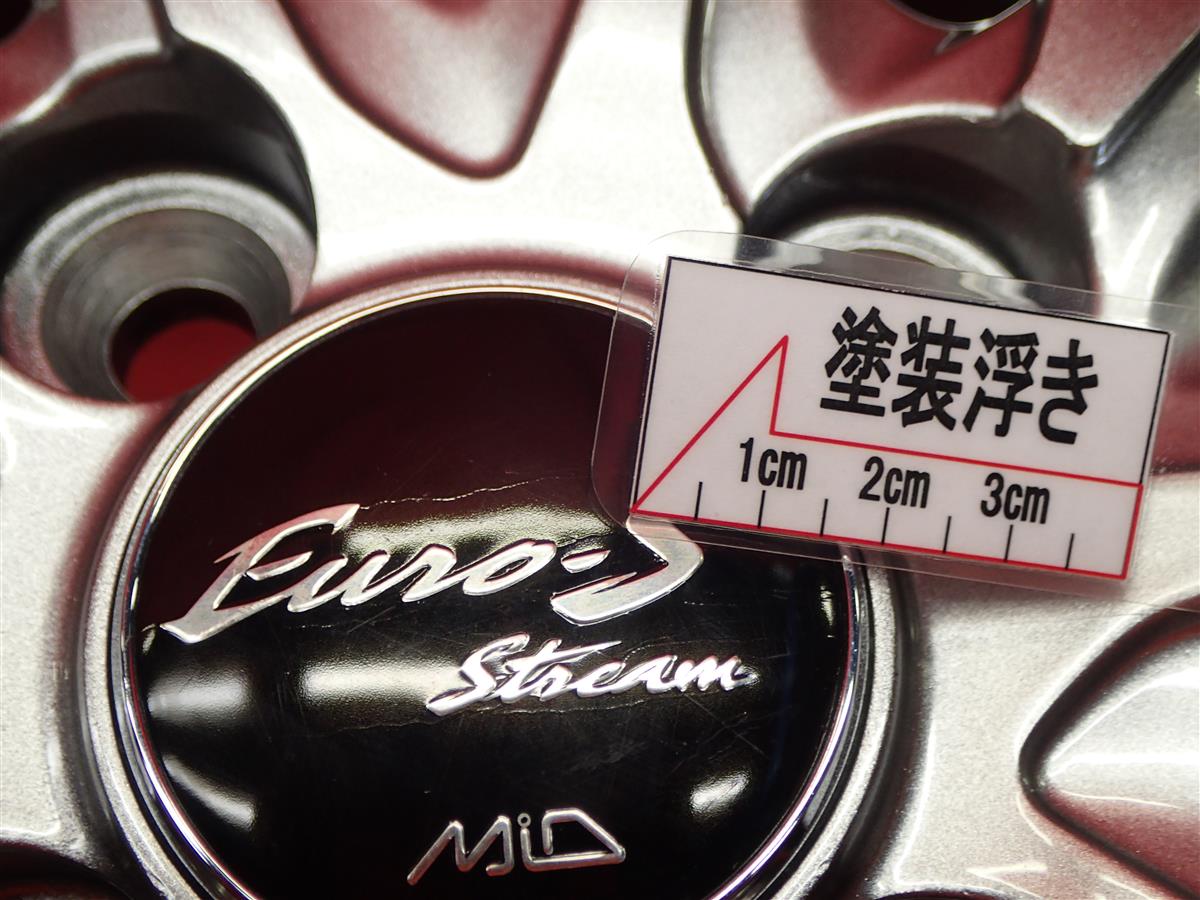 塗装浮き
1cm 2cm 3cm
Euro-S
Stream
MiD